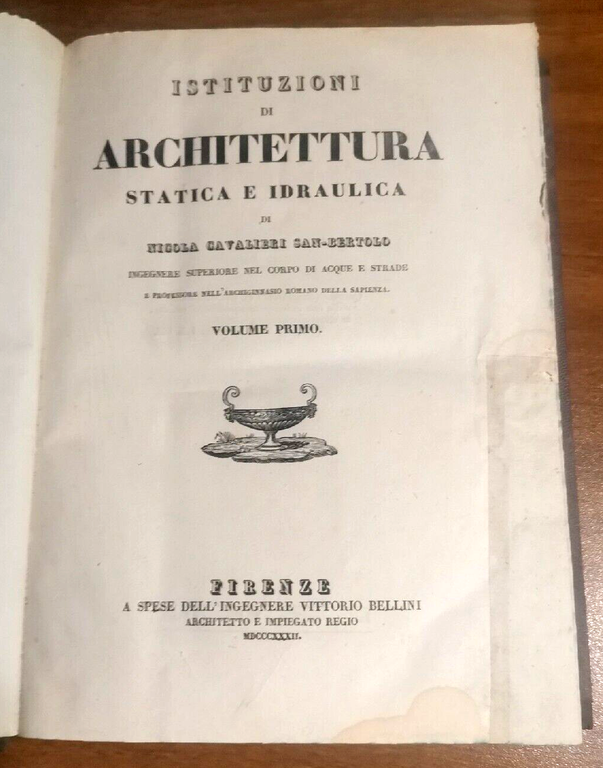 ISTITUZIONI
DI
ARCHITETTURA
STATICA E IDRAULICA
DI
NICOLA CAVALIERI SAN-BERTOLO
INGEGNERE SUPERIORE NEL CORPO DI ACQUE E STRADE
E PROFESSORE NELL'ARCHIGINNASIO ROMANO DELLA SAPIENZA.
VOLUME PRIMO.
FIRENZE
A SPESE DELL'INGEGNERE VITTORIO BELLINI
ARCHITETTO E IMPIEGATO REGIO
MDCCCXXXII.